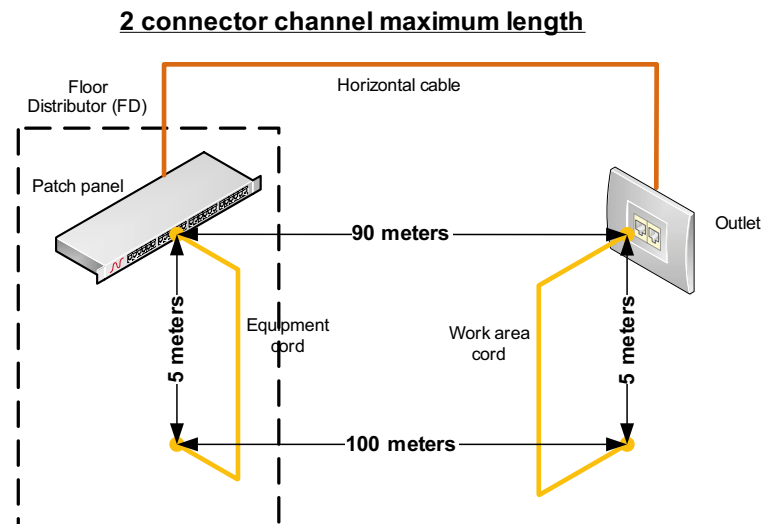 2 connector channel maximum length
Floor
Distributor (FD)
Horizontal cable
Patch panel
Outlet
90 meters
5 meters
Equipment
cord
Work area
cord
5 meters
100 meters